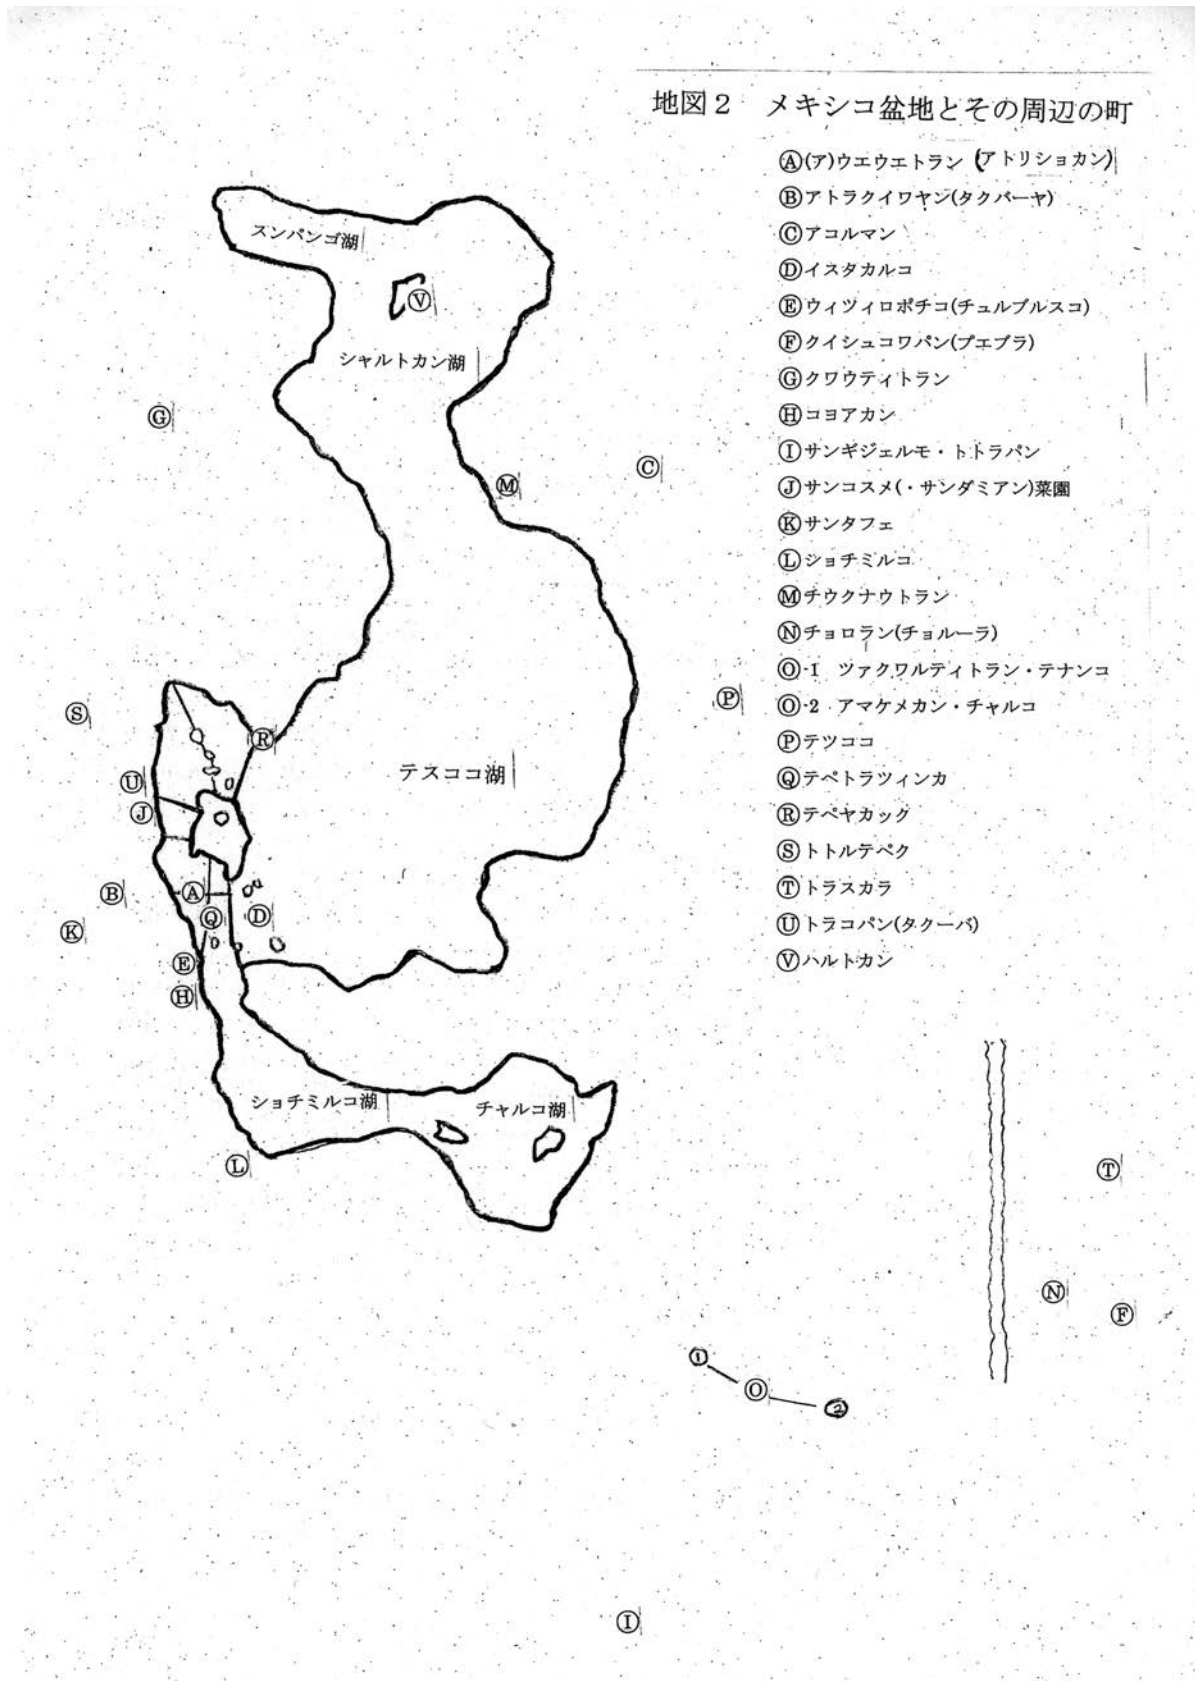 地図2 メキシコ盆地とその周辺の町
Ⓐ(ア)ウエウエトラン (アトリショカン)
Ⓑアトラクイワヤン(タクバーヤ)
Ⓒアコルマン
Ⓓイスタカルコ
Ⓔウィツィロポチコ(チュルブルスコ)
Ⓕクイシュコワパン(プエブラ)
Ⓖクワウティトラン
Ⓗコヨアカン
Ⓘサンギジェルモ・トトラパン
Ⓙサンコスメ(・サンダミアン)菜園
Ⓚサンタフェ
Ⓛショチミルコ
Ⓜチウクナウトラン
Ⓝチョロラン(チョルーラ)
Ⓞ-1 ツァクワルティトラン・テナンコ
Ⓞ-2 アマケメカン・チャルコ
Ⓟテツココ
Ⓠテペトラツィンカ
Ⓡテペヤカック
Ⓢトトルテペク
Ⓣトラスカラ
Ⓤトラコパン(タクーバ)
Ⓥハルトカン
スンパンゴ湖
Ⓥ
シャルトカン湖
Ⓖ
Ⓒ
Ⓜ
Ⓟ
Ⓢ
Ⓡ
テスココ湖
Ⓤ
Ⓙ
Ⓑ
Ⓐ
Ⓠ
Ⓓ
Ⓚ
Ⓔ
Ⓗ
ショチミルコ湖
チャルコ湖
Ⓛ
Ⓣ
Ⓝ
Ⓕ
①
Ⓞ
②
Ⓘ